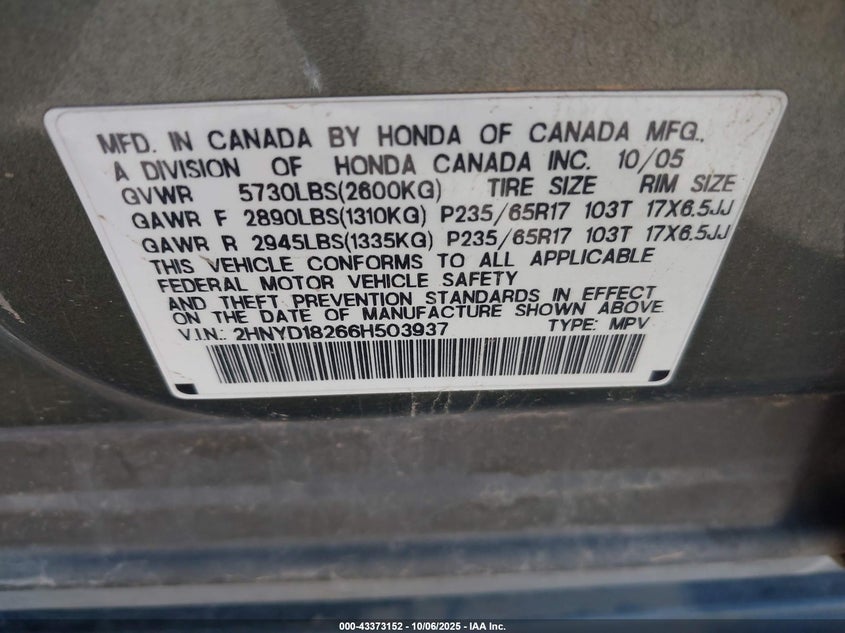 MFD. IN CANADA BY HONDA OF CANADA MFG.,
A DIVISION OF HONDA CANADA INC. 10/05
GVWR 5730LBS(2600KG) TIRE SIZE RIM SIZE
GAWR F 2890LBS(1310KG) P235/65R17 103T 17X6.5JJ
GAWR R 2945LBS(1335KG) P235/65R17 103T 17X6.5JJ
THIS VEHICLE CONFORMS TO ALL APPLICABLE
FEDERAL MOTOR VEHICLE SAFETY
AND THEFT PREVENTION STANDARDS IN EFFECT
ON THE DATE OF MANUFACTURE SHOWN ABOVE.
V.I.N.: 2HNYD18266H503937 TYPE: MPV
000-43373152 - 10/06/2025 - IAA Inc.